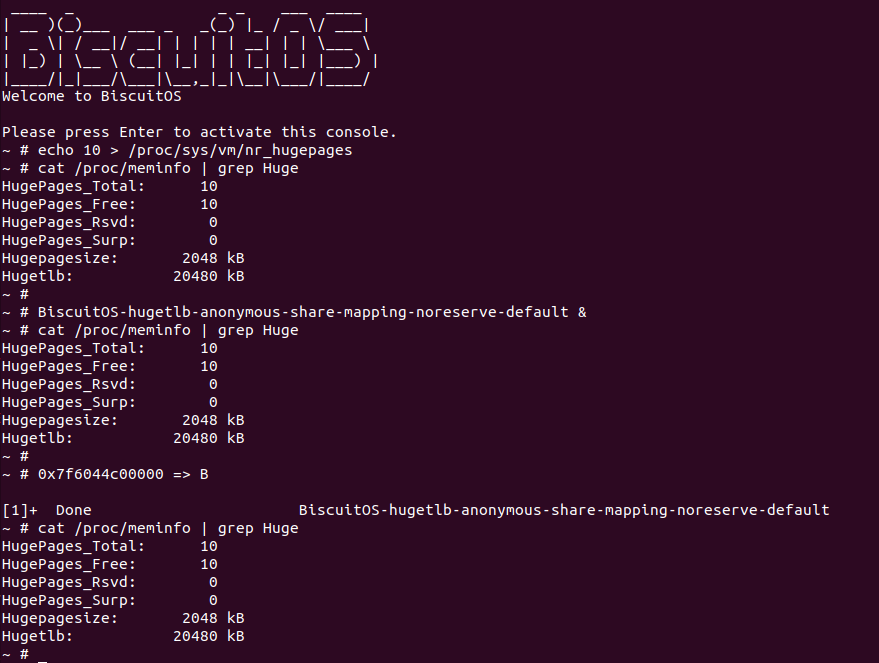 ____  _                _ _    ___  ____
| __ )(_)___  ___ _   _(_) |_ / _ \/ ___|
|  _ \| / __|/ __| | | | | __| | | \___ \
| |_) | \__ \ (__| |_| | | |_| |_| |___) |
|____/|_|___/\___|\__,_|_|\__|\___/|____/
Welcome to BiscuitOS
Please press Enter to activate this console.
~ # echo 10 > /proc/sys/vm/nr_hugepages
~ # cat /proc/meminfo | grep Huge
HugePages_Total:      10
HugePages_Free:       10
HugePages_Rsvd:        0
HugePages_Surp:        0
Hugepagesize:       2048 kB
Hugetlb:           20480 kB
~ #
~ # BiscuitOS-hugetlb-anonymous-share-mapping-noreserve-default &
~ # cat /proc/meminfo | grep Huge
HugePages_Total:      10
HugePages_Free:       10
HugePages_Rsvd:        0
HugePages_Surp:        0
Hugepagesize:       2048 kB
Hugetlb:           20480 kB
~ #
~ # 0x7f6044c00000 => B
[1]+  Done                       BiscuitOS-hugetlb-anonymous-share-mapping-noreserve-default
~ # cat /proc/meminfo | grep Huge
HugePages_Total:      10
HugePages_Free:       10
HugePages_Rsvd:        0
HugePages_Surp:        0
Hugepagesize:       2048 kB
Hugetlb:           20480 kB
~ # _